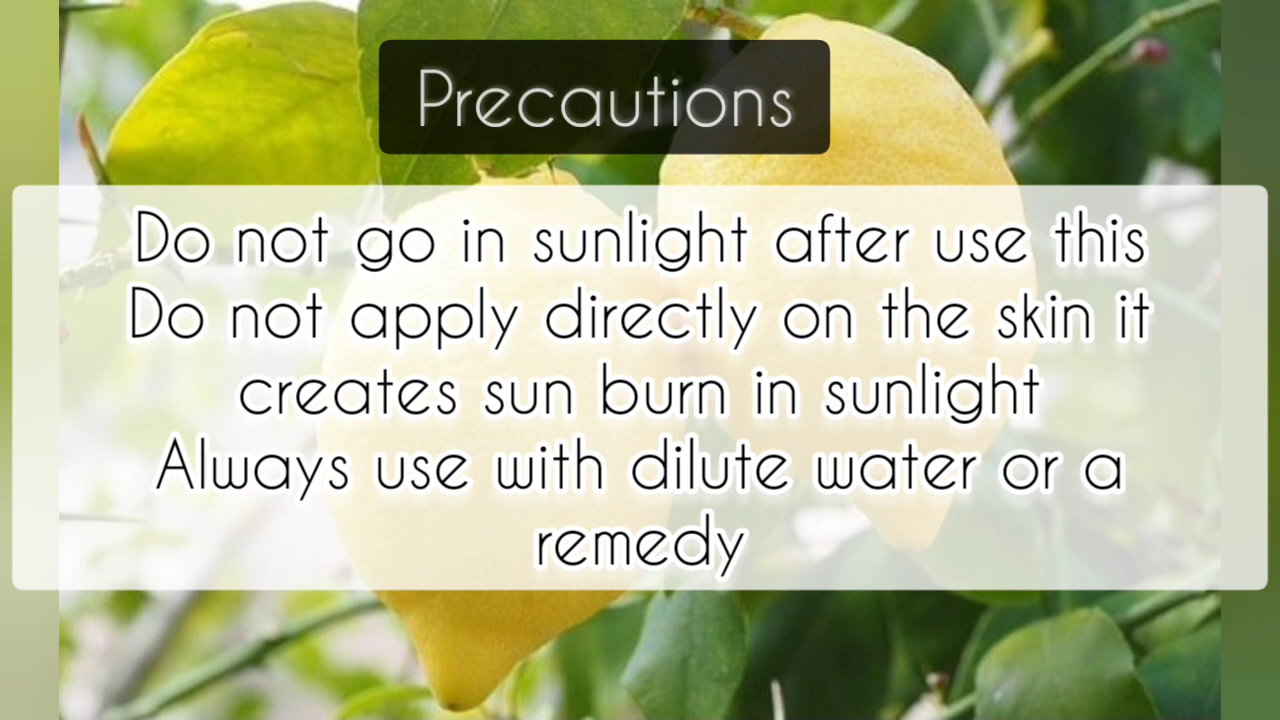 Precautions
Do not go in sunlight after use this
Do not apply directly on the skin it
creates sun burn in sunlight
Always use with dilute water or a
remedy